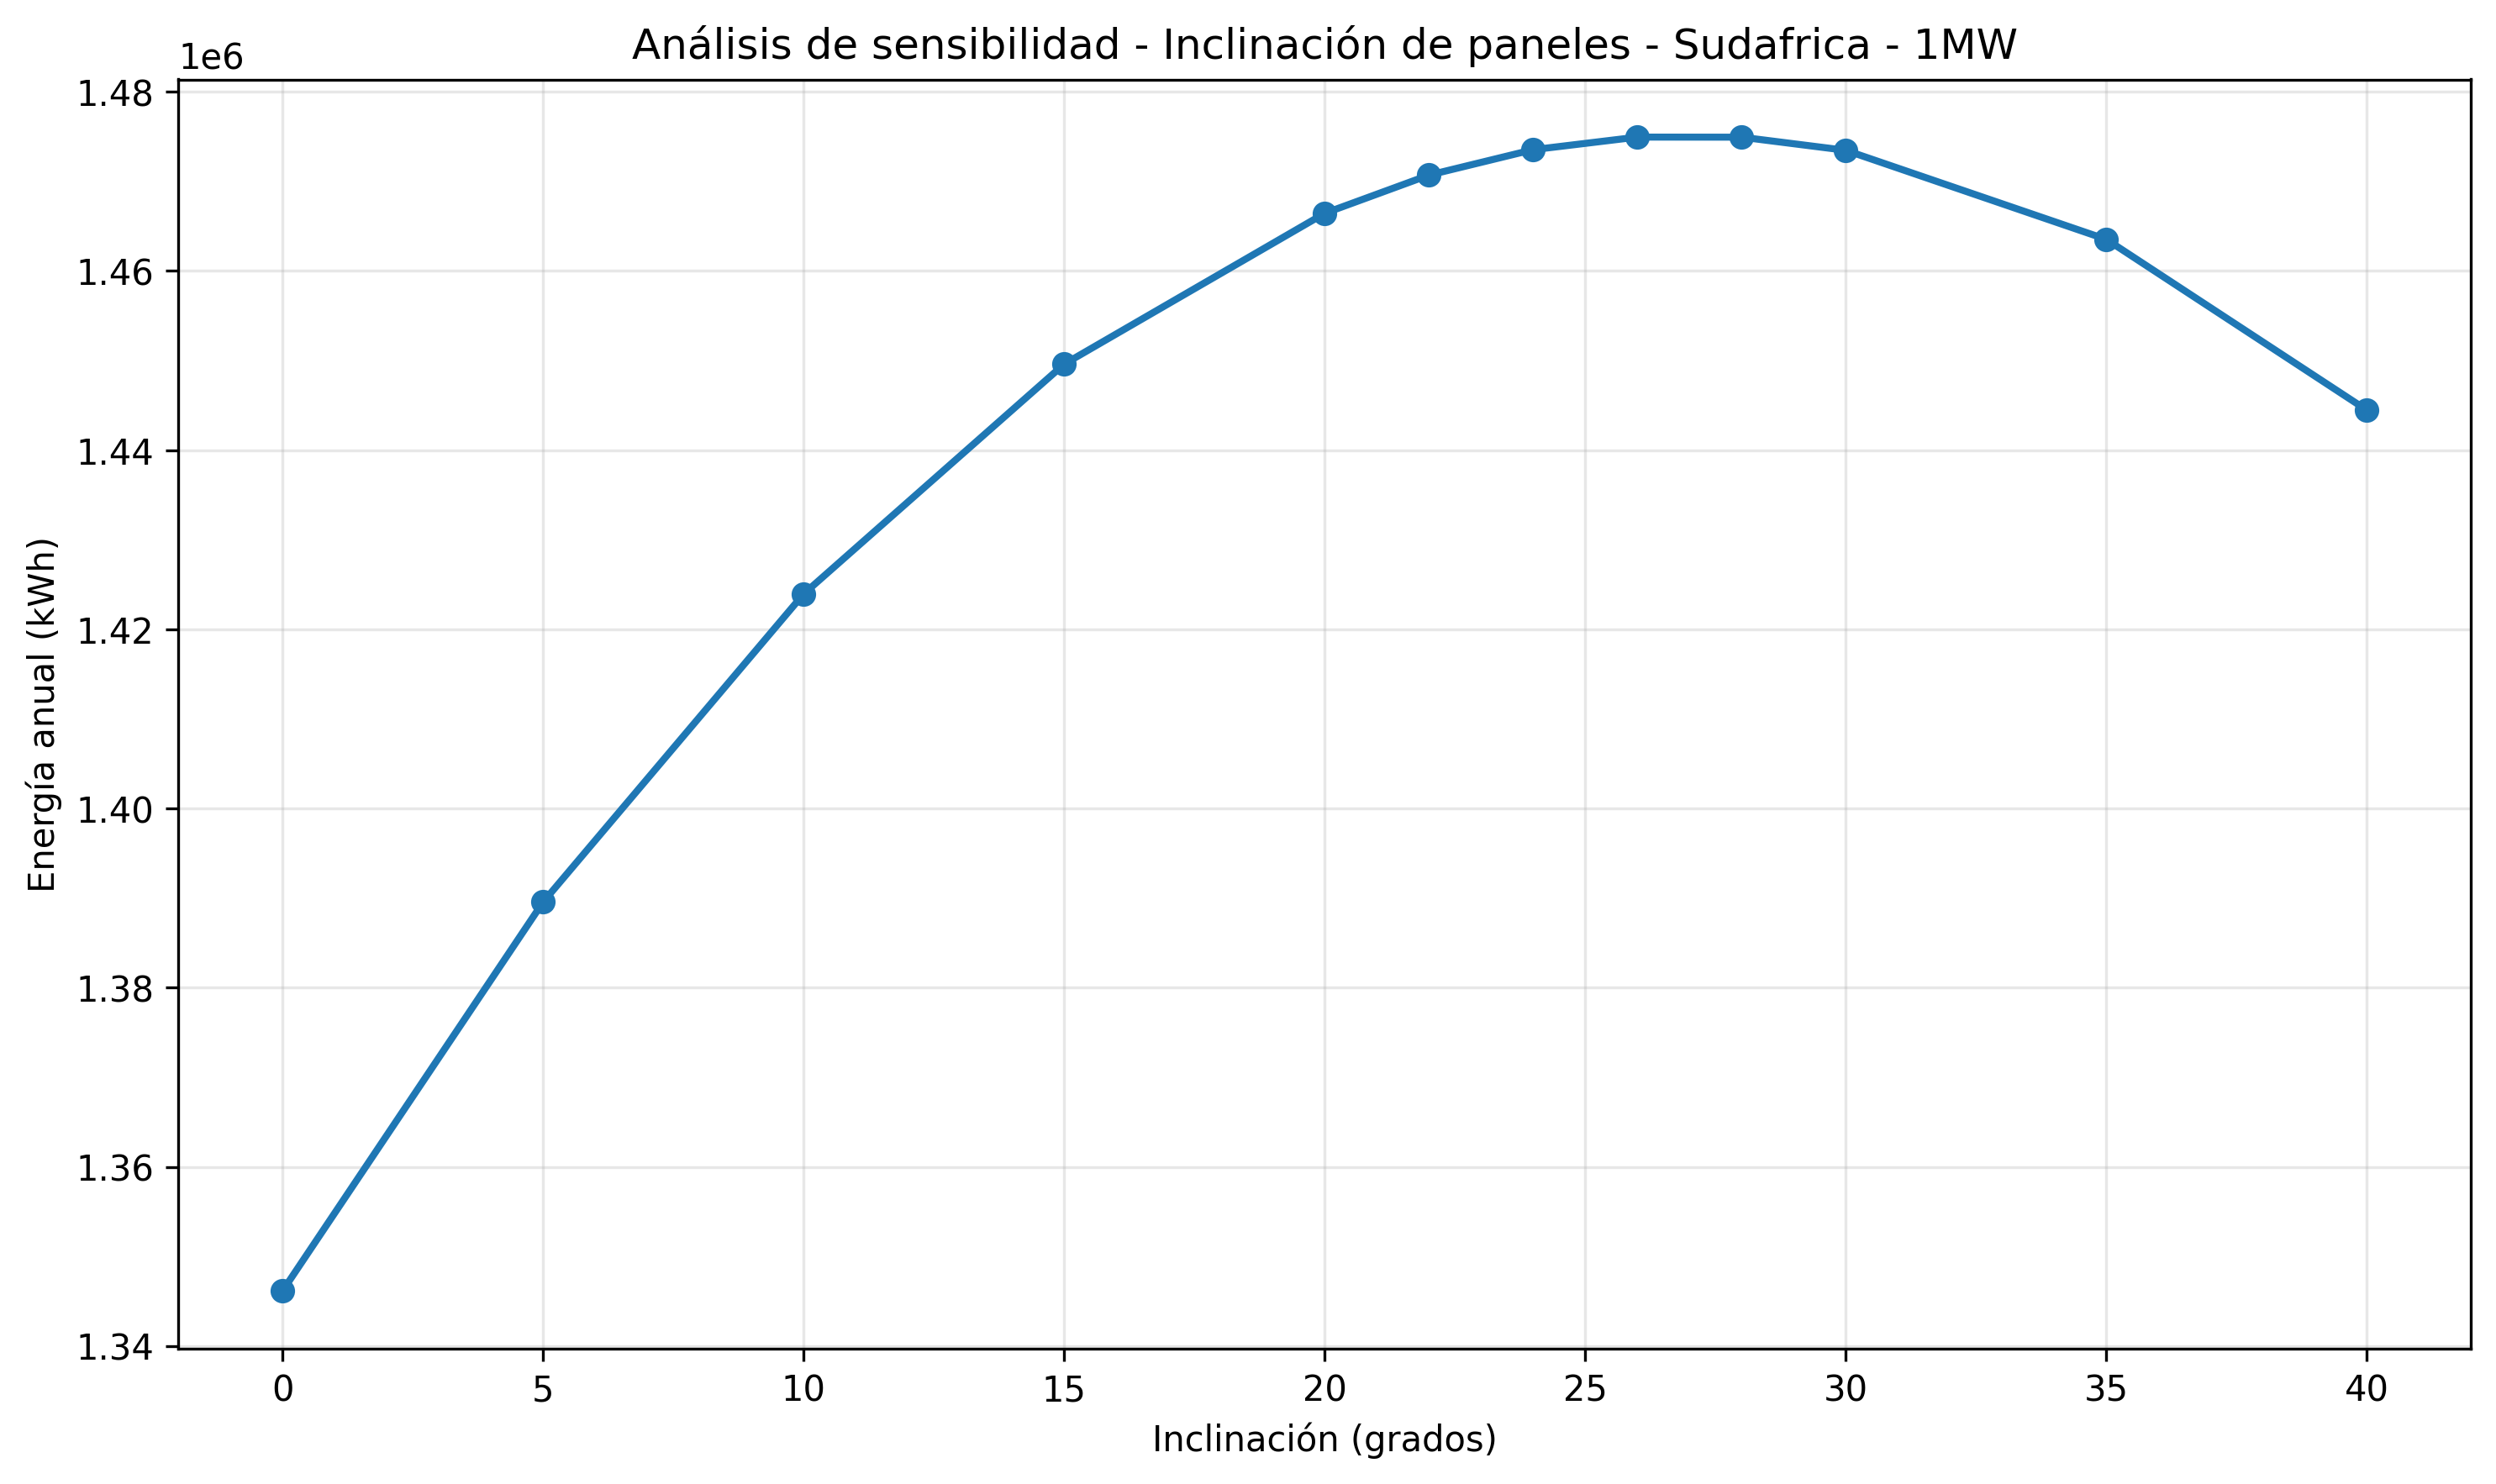 Análisis de sensibilidad - Inclinación de paneles - Sudafrica - 1MW
1e6
1.48
1.46
1.44
1.42
1.40
1.38
1.36
1.34
Energía anual (kWh)
0 5 10 15 20 25 30 35 40
Inclinación (grados)